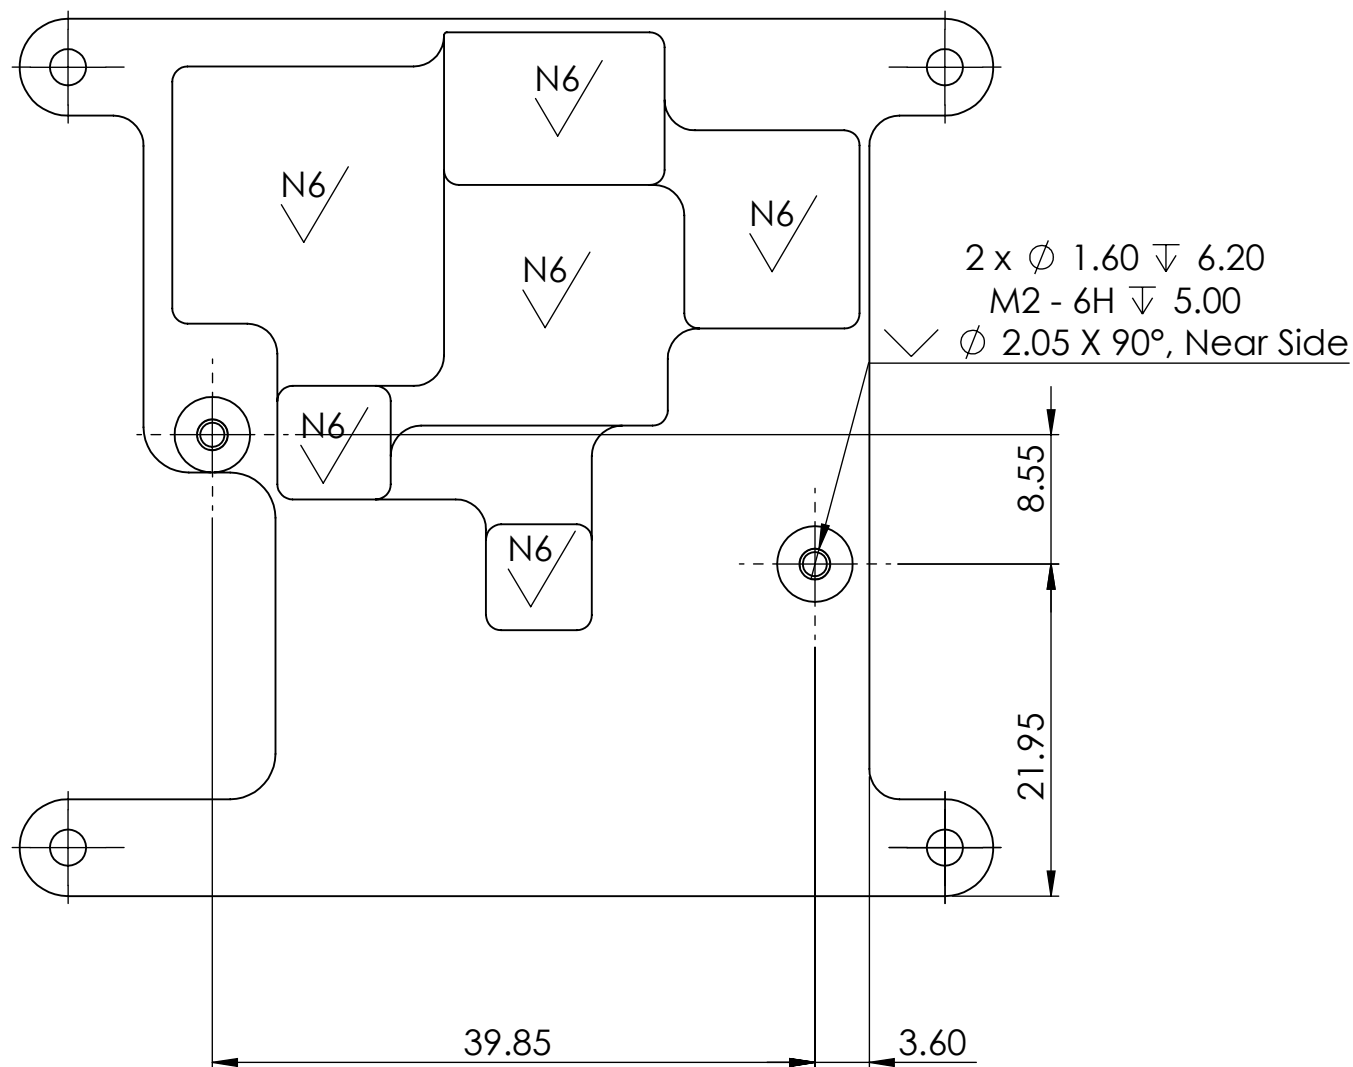 N6
N6
N6
N6
2 x ∅ 1.60 ↧ 6.20
M2 - 6H ↧ 5.00
⌵ ∅ 2.05 X 90°, Near Side
N6
8.55
N6
21.95
39.85
3.60